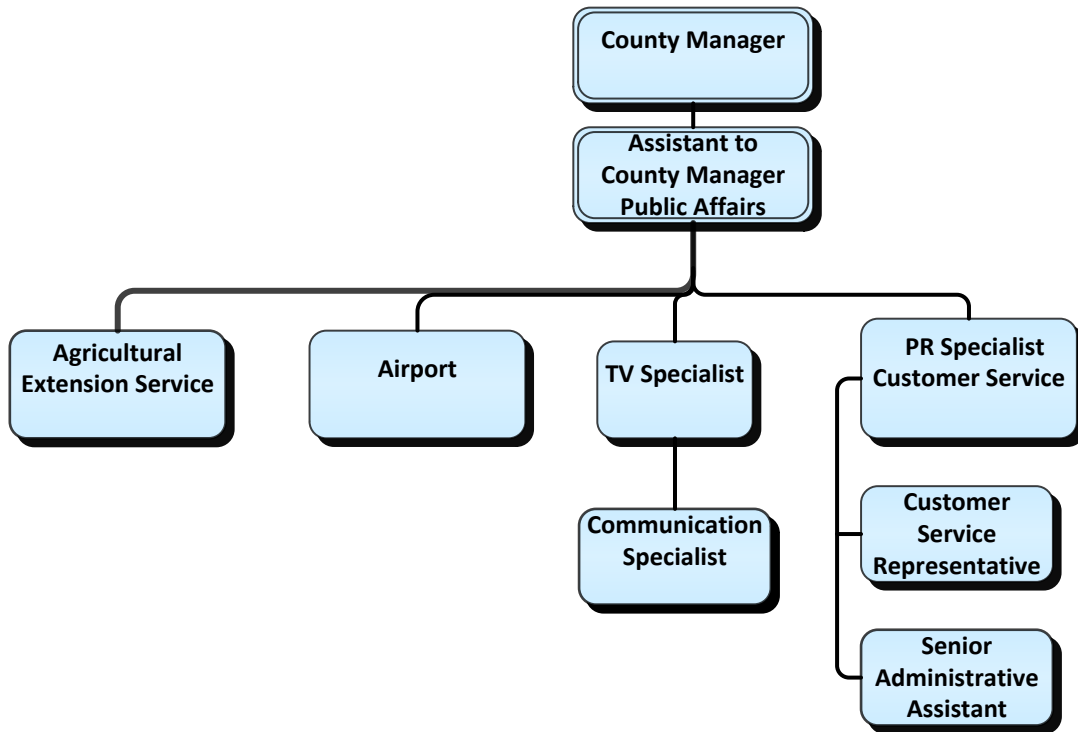 County Manager
Assistant to
County Manager
Public Affairs
Agricultural
Extension Service
Airport
TV Specialist
PR Specialist
Customer Service
Communication
Specialist
Customer
Service
Representative
Senior
Administrative
Assistant